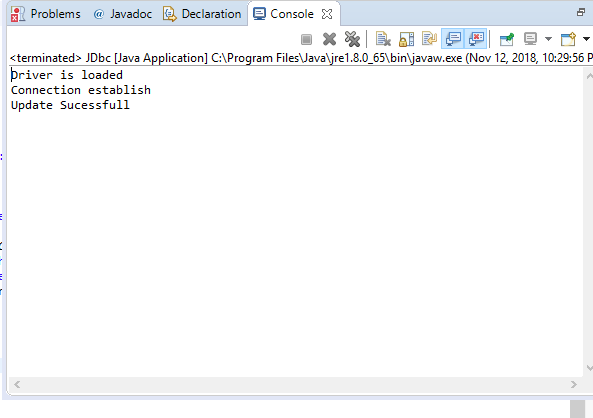 Problems @ Javadoc Declaration Console
<terminated> JDbc [Java Application] C:\Program Files\Java\jre1.8.0_65\bin\javaw.exe (Nov 12, 2018, 10:29:56 P
Driver is loaded
Connection establish
Update Sucessfull